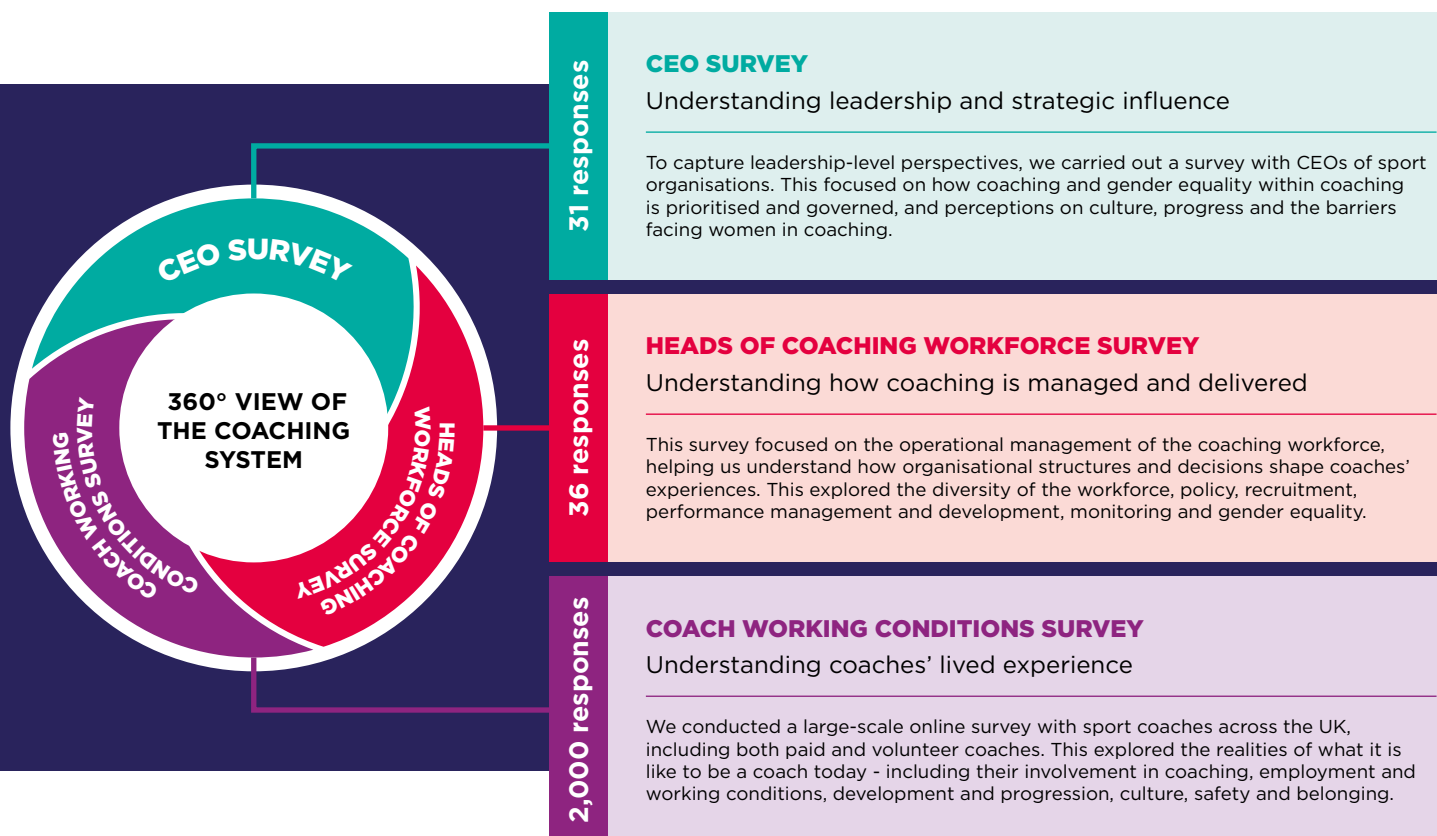 CEO SURVEY
HEADS OF COACHING
WORKFORCE SURVEY
COACH WORKING
CONDITIONS SURVEY
360° VIEW OF
THE COACHING
SYSTEM
31 responses
CEO SURVEY
Understanding leadership and strategic influence
To capture leadership-level perspectives, we carried out a survey with CEOs of sport
organisations. This focused on how coaching and gender equality within coaching
is prioritised and governed, and perceptions on culture, progress and the barriers
facing women in coaching.
36 responses
HEADS OF COACHING WORKFORCE SURVEY
Understanding how coaching is managed and delivered
This survey focused on the operational management of the coaching workforce,
helping us understand how organisational structures and decisions shape coaches’
experiences. This explored the diversity of the workforce, policy, recruitment,
performance management and development, monitoring and gender equality.
2,000 responses
COACH WORKING CONDITIONS SURVEY
Understanding coaches’ lived experience
We conducted a large-scale online survey with sport coaches across the UK,
including both paid and volunteer coaches. This explored the realities of what it is
like to be a coach today - including their involvement in coaching, employment and
working conditions, development and progression, culture, safety and belonging.